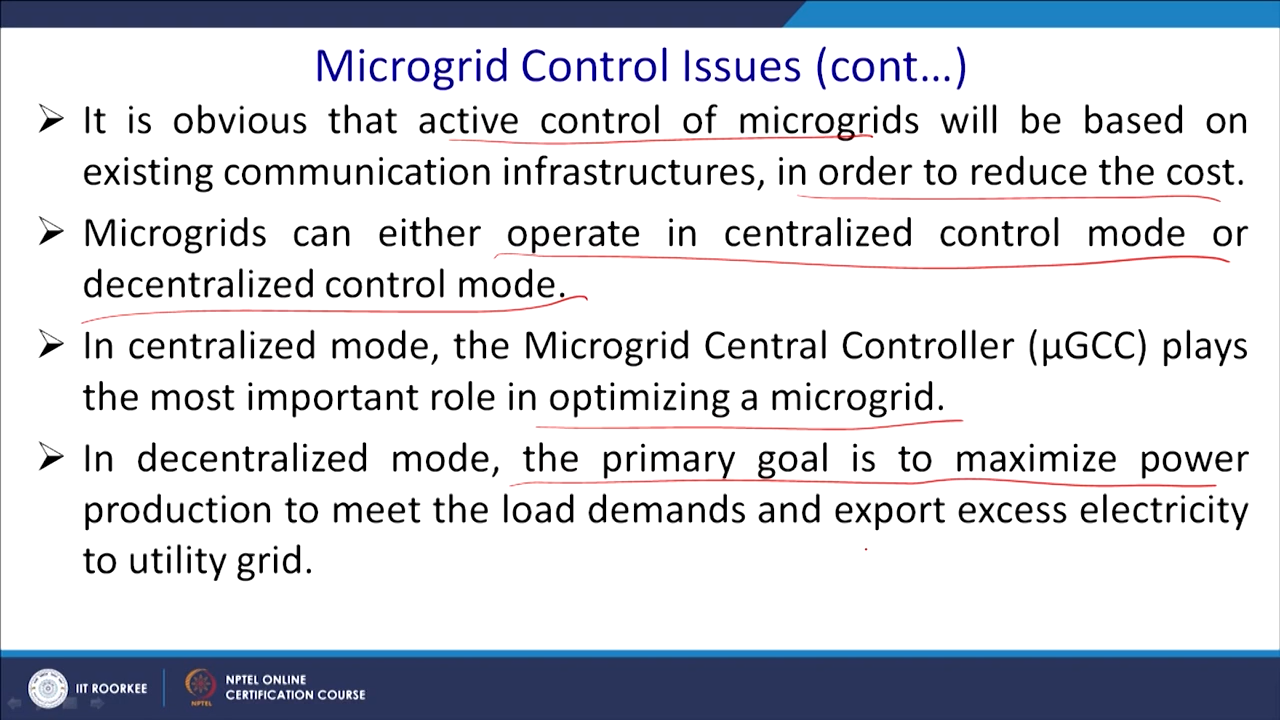 Microgrid Control Issues (cont…)
➢ It is obvious that active control of microgrids will be based on
existing communication infrastructures, in order to reduce the cost.
➢ Microgrids can either operate in centralized control mode or
decentralized control mode.
➢ In centralized mode, the Microgrid Central Controller (µGCC) plays
the most important role in optimizing a microgrid.
➢ In decentralized mode, the primary goal is to maximize power
production to meet the load demands and export excess electricity
to utility grid.
IIT ROORKEE
NPTEL
NPTEL ONLINE
CERTIFICATION COURSE